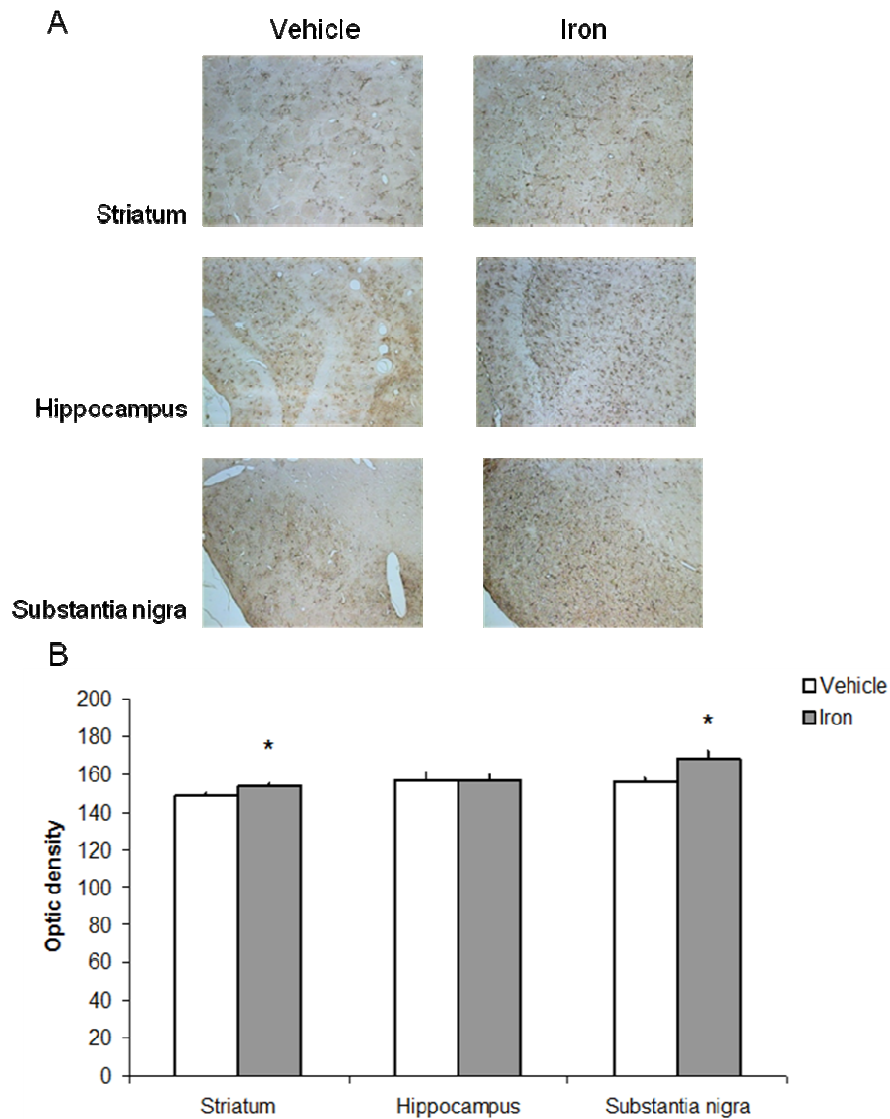 A
Vehicle Iron
Striatum
Hippocampus
Substantia nigra
B
Vehicle
Iron
Optic density
200
180
160
140
120
100
80
60
40
20
0
*
*
Striatum Hippocampus Substantia nigra